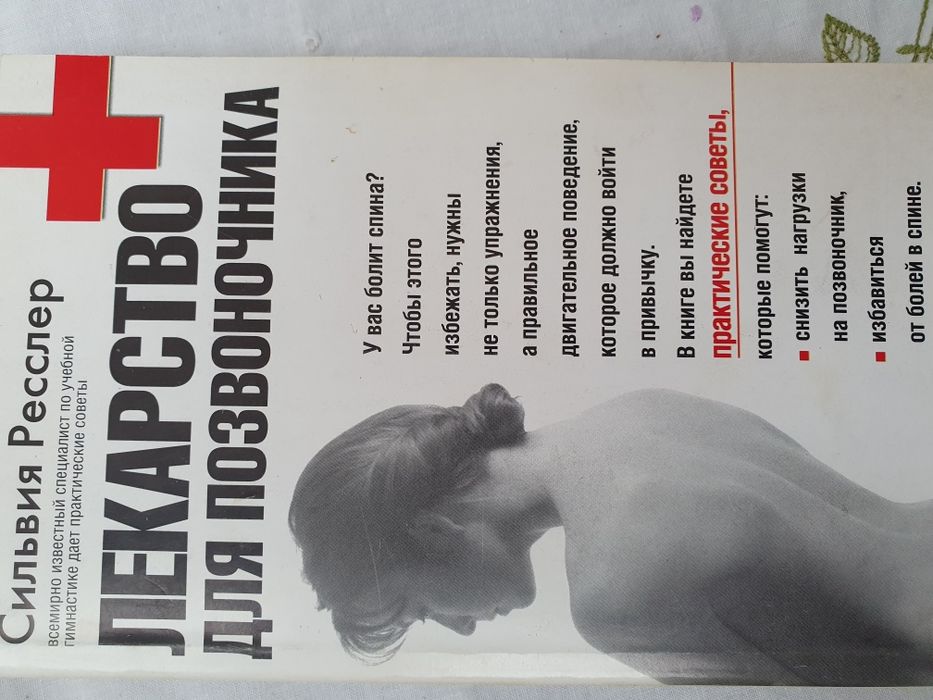 Сильвия Ресслер
всемирно известный специалист по учебной
гимнастике дает практические советы
ЛЕКАРСТВО
ДЛЯ ПОЗВОНОЧНИКА
У вас болит спина?
Чтобы этого
избежать, нужны
не только упражнения,
а правильное
двигательное поведение,
которое должно войти
в привычку.
В книге вы найдете
практические советы,
которые помогут:
■ снизить нагрузки
на позвоночник,
■ избавиться
от болей в спине.